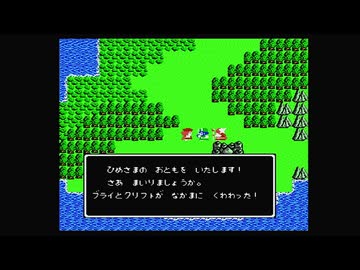 ひめさまの おともを いたします！
さあ まいりましょうか。
ブライとクリフトが なかまに くわわった！